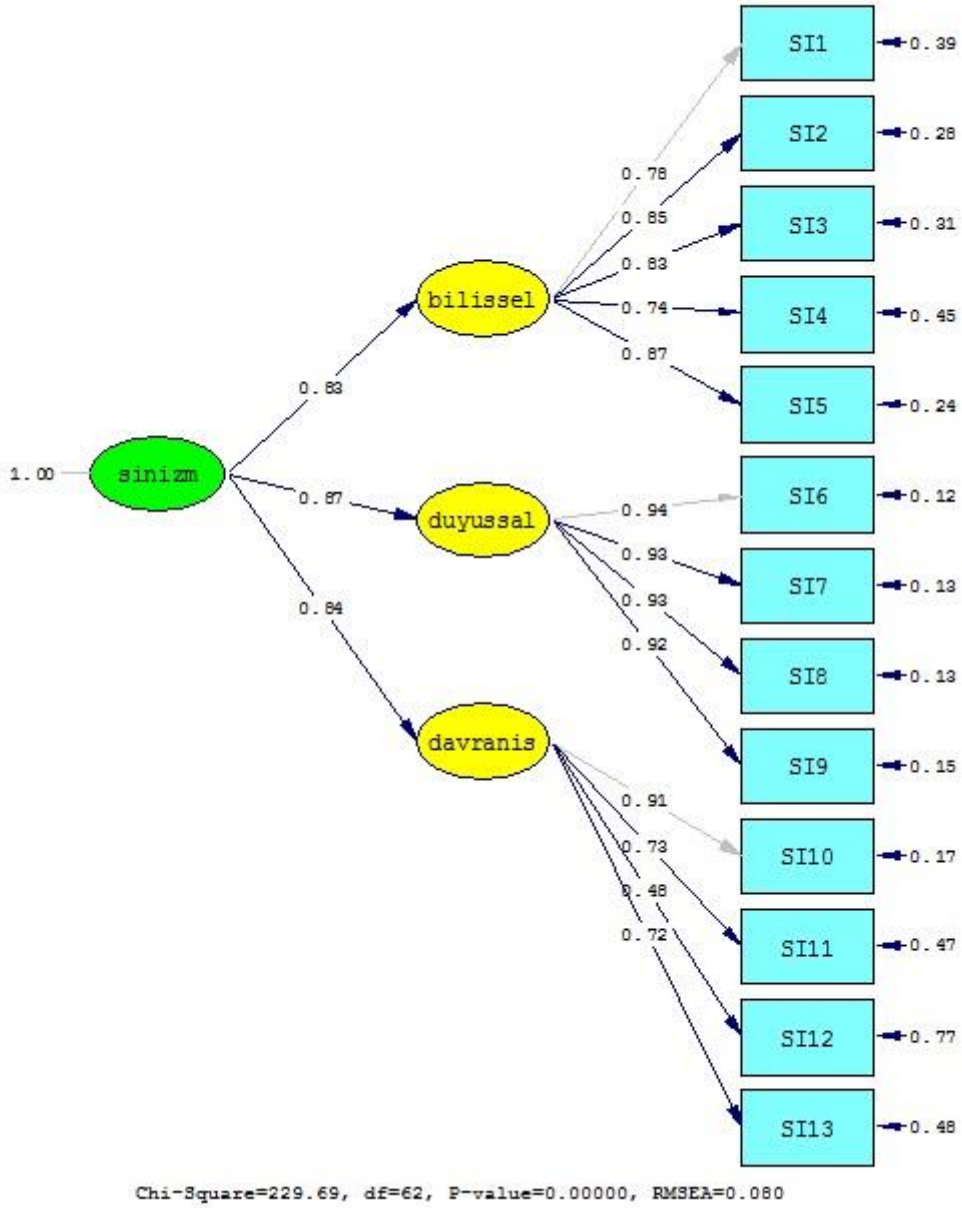 SI1
0.39
SI2
0.28
0.78
0.85
SI3
0.31
0.83
bilissel
0.74
SI4
0.45
0.87
0.83
SI5
0.24
1.00
sinizm
0.87
duyussal
0.94
SI6
0.12
0.93
SI7
0.13
0.93
0.84
0.92
SI8
0.13
davranis
SI9
0.15
0.91
0.73
SI10
0.17
0.48
0.72
SI11
0.47
SI12
0.77
SI13
0.48
Chi-Square=229.69, df=62, P-value=0.00000, RMSEA=0.080